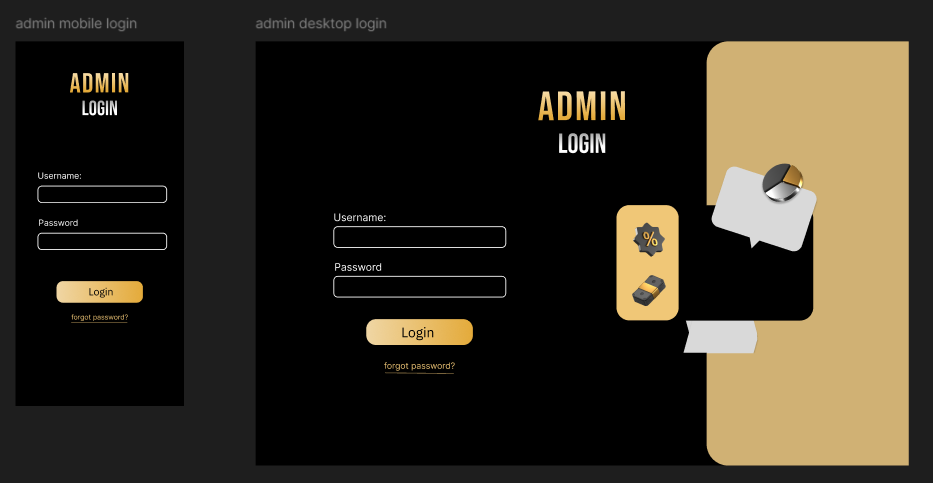 admin mobile login
ADMIN
LOGIN
Username:
Password
Login
forgot password?
admin desktop login
ADMIN
LOGIN
Username:
Password
Login
forgot password?
%